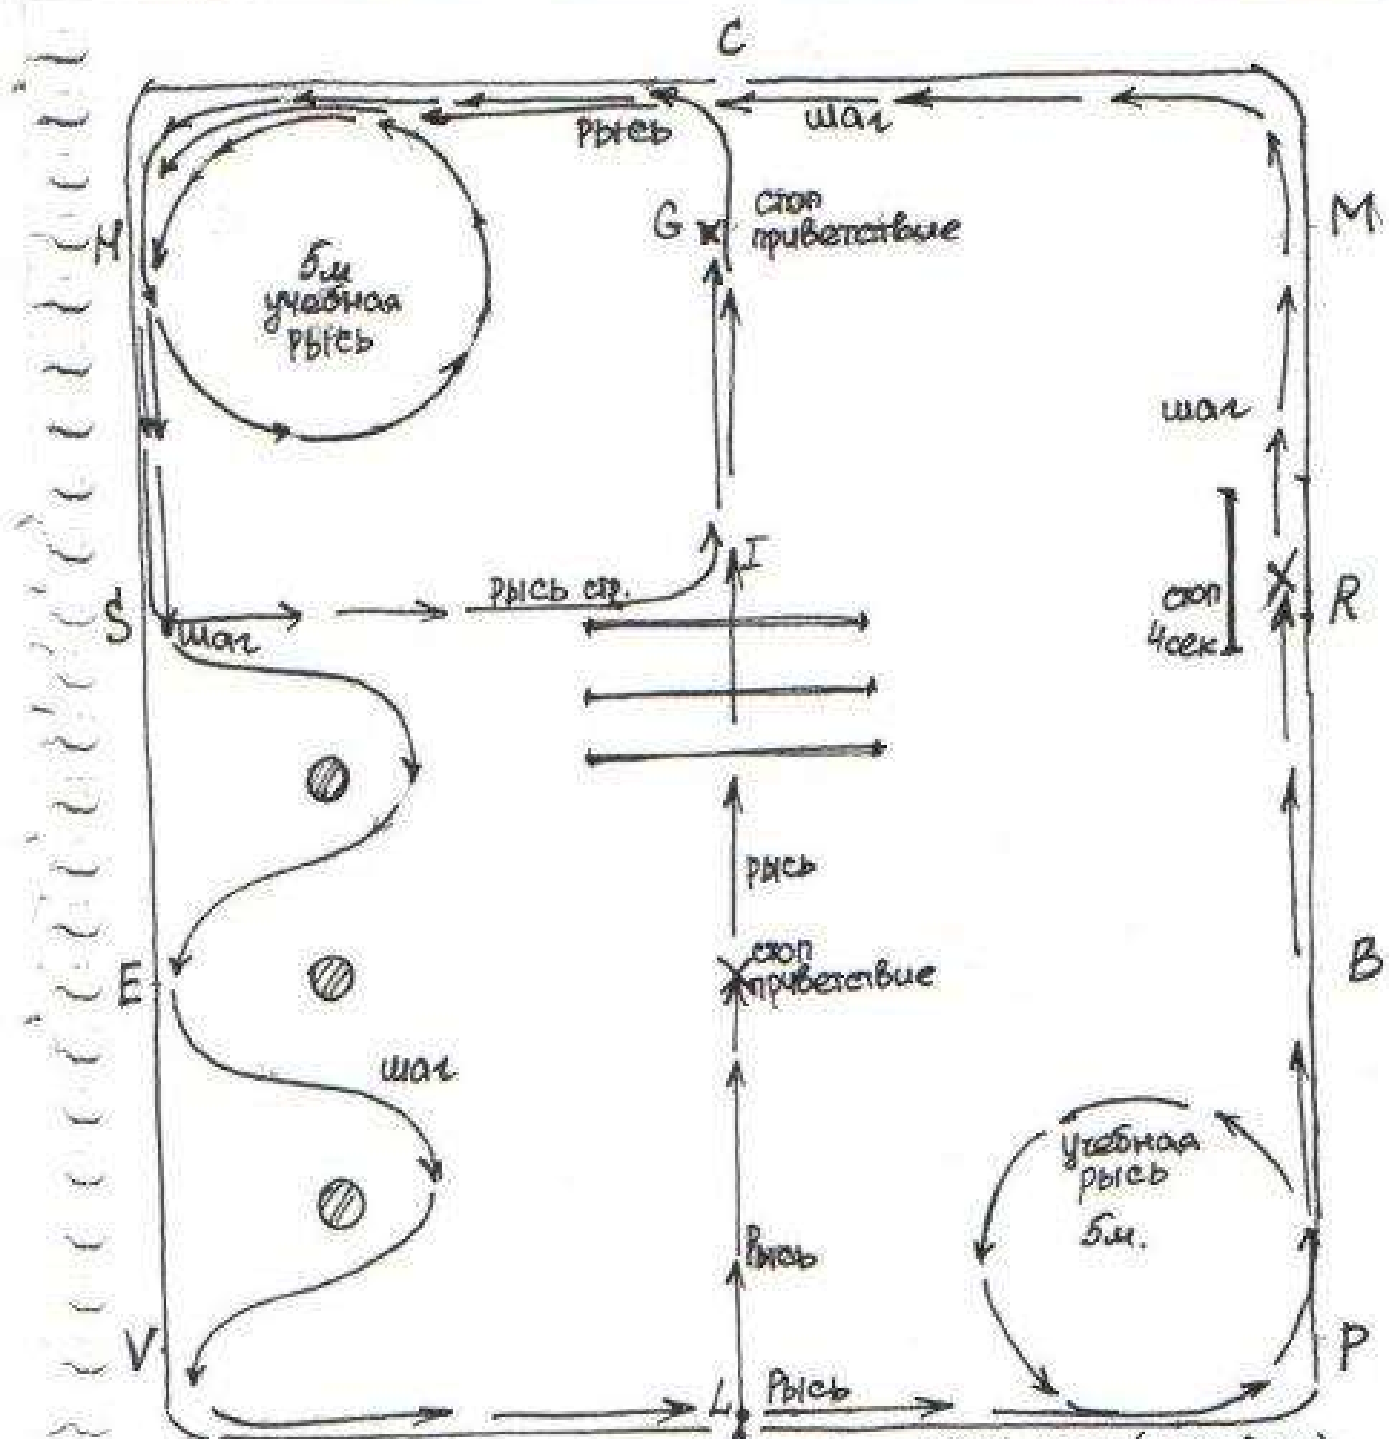 C
шаг
рысь
G
стоп
приветствие
M
H
5м
учебная
рысь
шаг
I
рысь стр.
S
шаг
стоп
4сек
R
рысь
стоп
приветствие
E
B
шаг
учебная
рысь
5м.
Рысь
V
P
L
Рысь